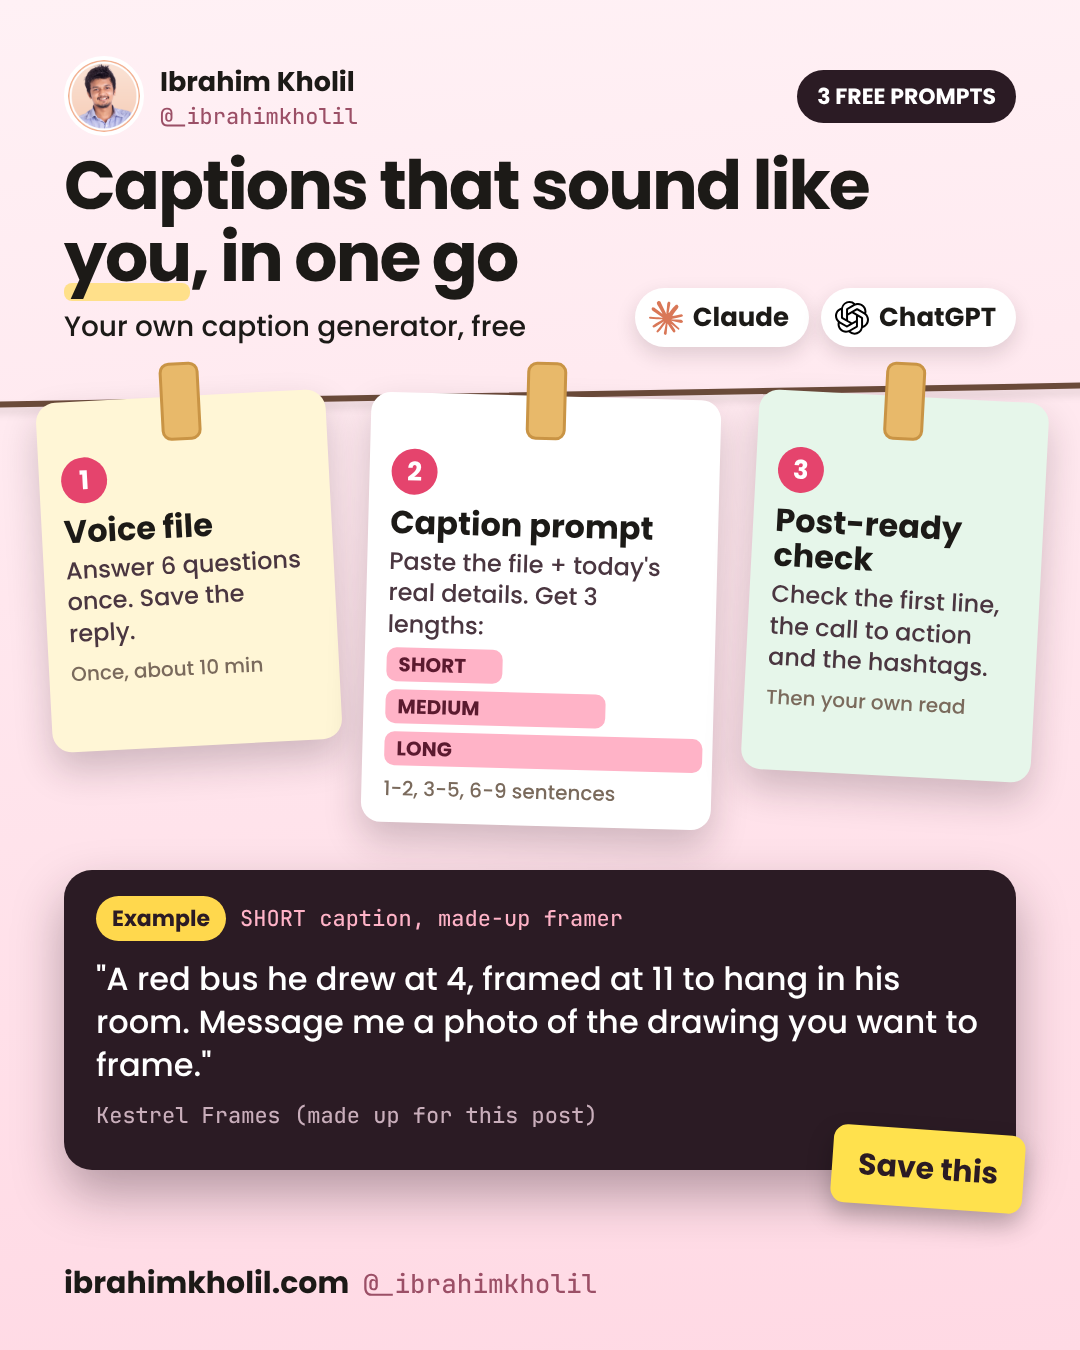 Ibrahim Kholil
@_ibrahimkholil
3 FREE PROMPTS
Captions that sound like
you, in one go
Your own caption generator, free
Claude
ChatGPT
1
Voice file
Answer 6 questions
once. Save the
reply.
Once, about 10 min
2
Caption prompt
Paste the file + today's
real details. Get 3
lengths:
SHORT
MEDIUM
LONG
1-2, 3-5, 6-9 sentences
3
Post-ready
check
Check the first line,
the call to action
and the hashtags.
Then your own read
Example
SHORT caption, made-up framer
"A red bus he drew at 4, framed at 11 to hang in his
room. Message me a photo of the drawing you want to
frame."
Kestrel Frames (made up for this post)
Save this
ibrahimkholil.com @_ibrahimkholil